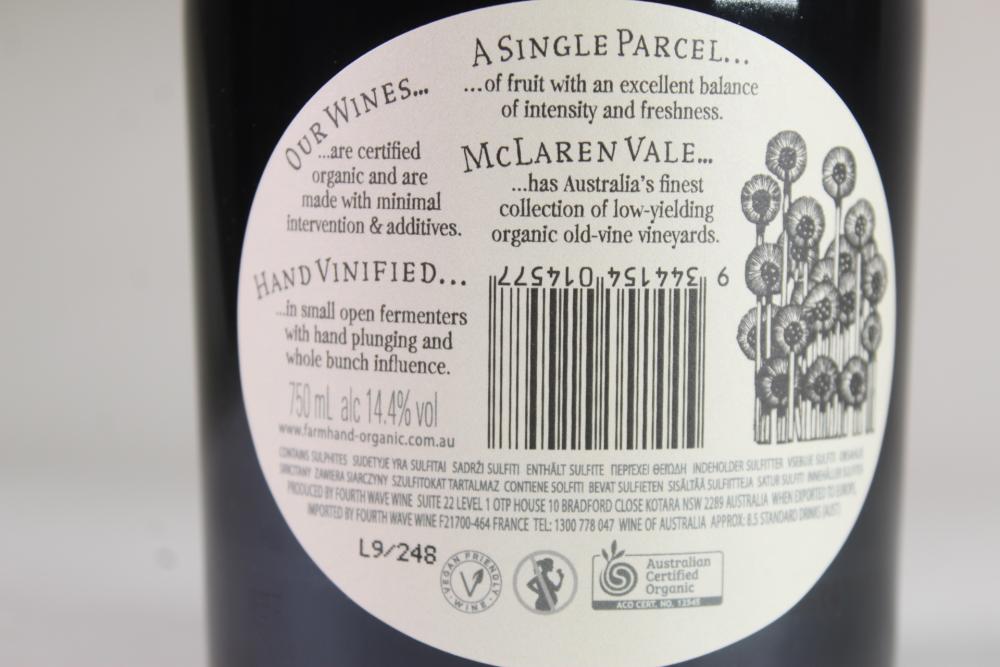 A SINGLE PARCEL...
...of fruit with an excellent balance
of intensity and freshness.
OUR WINES...
...are certified
organic and are
made with minimal
intervention & additives.
MCLAREN VALE...
...has Australia's finest
collection of low-yielding
organic old-vine vineyards.
HAND VINIFIED...
...in small open fermenters
with hand plunging and
whole bunch influence.
9 344154 014577
750 mL alc 14.4% vol
www.farmhand-organic.com.au
CONTAINS SULPHITES SUDETYJE YRA SULFITAI SADRŽI SULFITI ENTHÄLT SULFITE ΠΕΡΙΕΧΕΙ ΘΕΙΏΔΗ INDEHOLDER SULFITTER VSEBUJE SULFITI
ZAWIERA SIARCZYNY SZULFITOKAT TARTALMAZ CONTIENE SOLFITI BEVAT SULFIETEN SISÄLTÄÄ SULFIITTEJA SATUR SULFITI INNEHÅLLER SULFITER
PRODUCED BY FOURTH WAVE WINE SUITE 22 LEVEL 1 OTP HOUSE 10 BRADFORD CLOSE KOTARA NSW 2289 AUSTRALIA WHEN EXPORTED TO EUROPE,
IMPORTED BY FOURTH WAVE WINE F21700-464 FRANCE TEL: 1300 778 047 WINE OF AUSTRALIA APPROX: 8.5 STANDARD DRINKS (AUST)
L9/248
VEGAN FRIENDLY
WINE
Australian
Certified
Organic
ACO CERT. NO. 12545